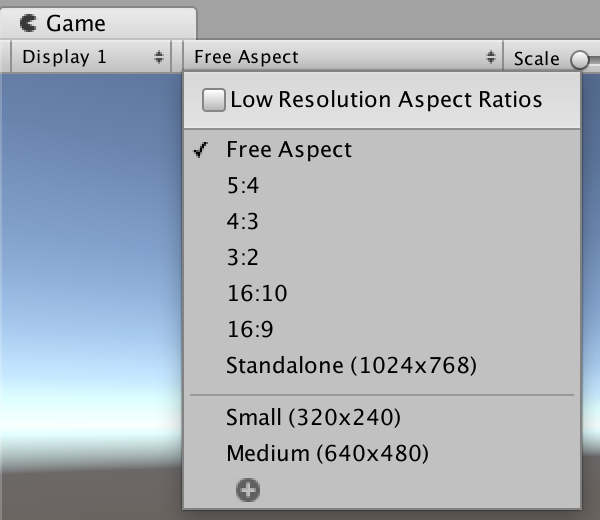 Game
Display 1 Free Aspect Scale
Low Resolution Aspect Ratios
Free Aspect
5:4
4:3
3:2
16:10
16:9
Standalone (1024x768)
Small (320x240)
Medium (640x480)